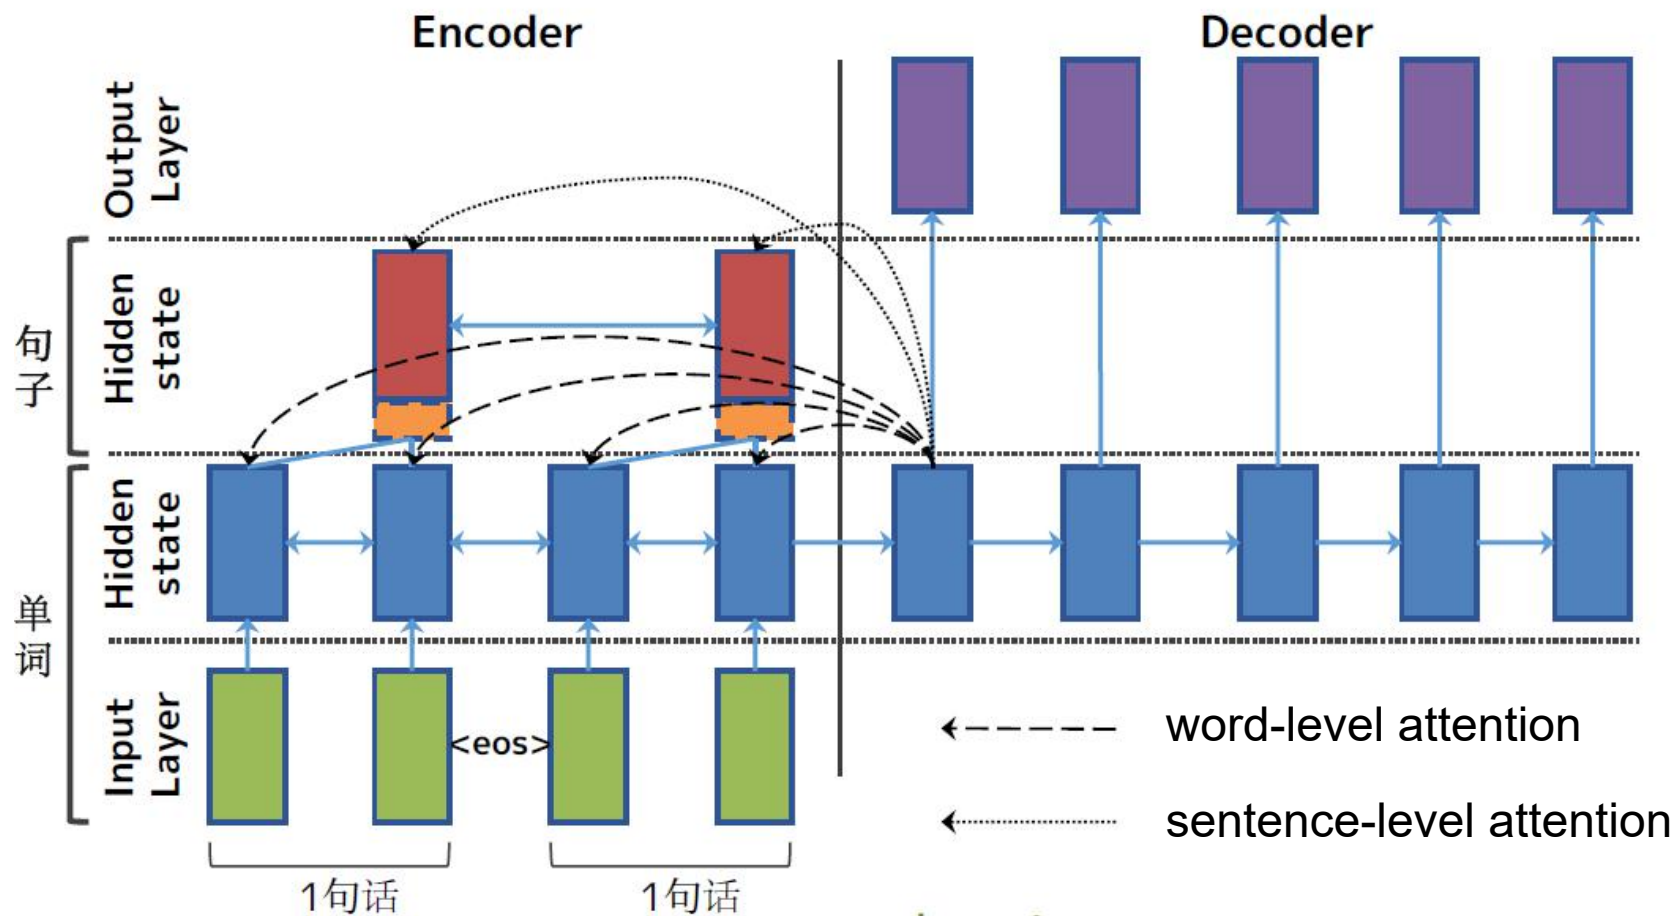 Encoder
Decoder
Output
Layer
句子
Hidden
state
单词
Hidden
state
Input
Layer
<eos>
word-level attention
sentence-level attention
1句话
1句话